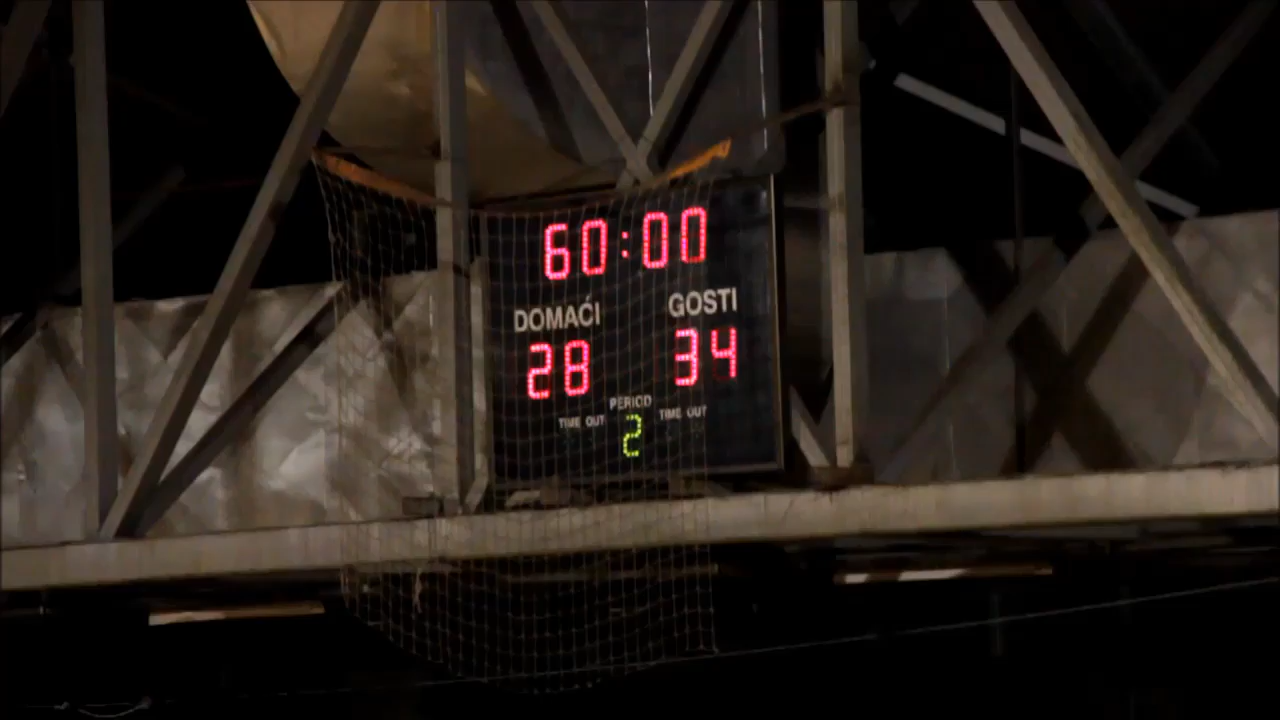 60:00
DOMAĆI GOSTI
28 34
PERIOD
TIME OUT TIME OUT
2